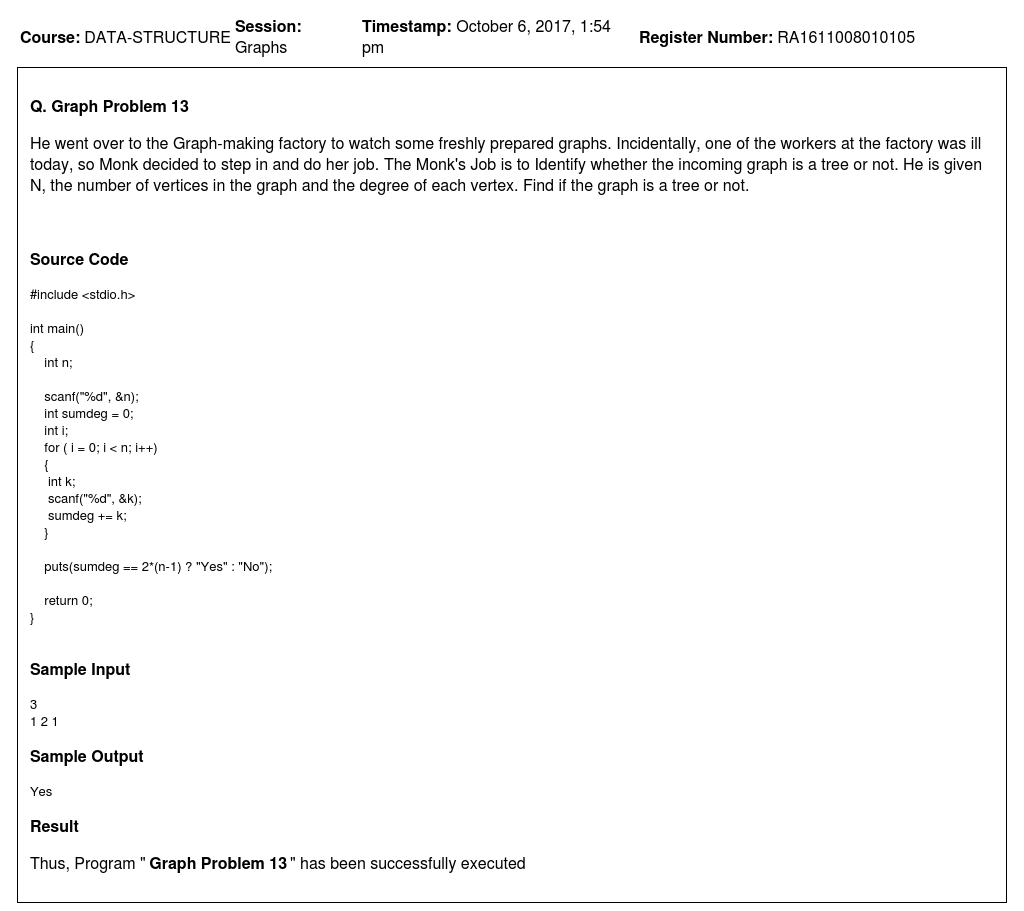 Course: DATA-STRUCTURE Session: Graphs Timestamp: October 6, 2017, 1:54 pm Register Number: RA1611008010105
Q. Graph Problem 13
He went over to the Graph-making factory to watch some freshly prepared graphs. Incidentally, one of the workers at the factory was ill
today, so Monk decided to step in and do her job. The Monk's Job is to Identify whether the incoming graph is a tree or not. He is given
N, the number of vertices in the graph and the degree of each vertex. Find if the graph is a tree or not.
Source Code
#include <stdio.h>
int main()
{
int n;
scanf("%d", &n);
int sumdeg = 0;
int i;
for ( i = 0; i < n; i++)
{
int k;
scanf("%d", &k);
sumdeg += k;
}
puts(sumdeg == 2*(n-1) ? "Yes" : "No");
return 0;
}
Sample Input
3
1 2 1
Sample Output
Yes
Result
Thus, Program " Graph Problem 13 " has been successfully executed